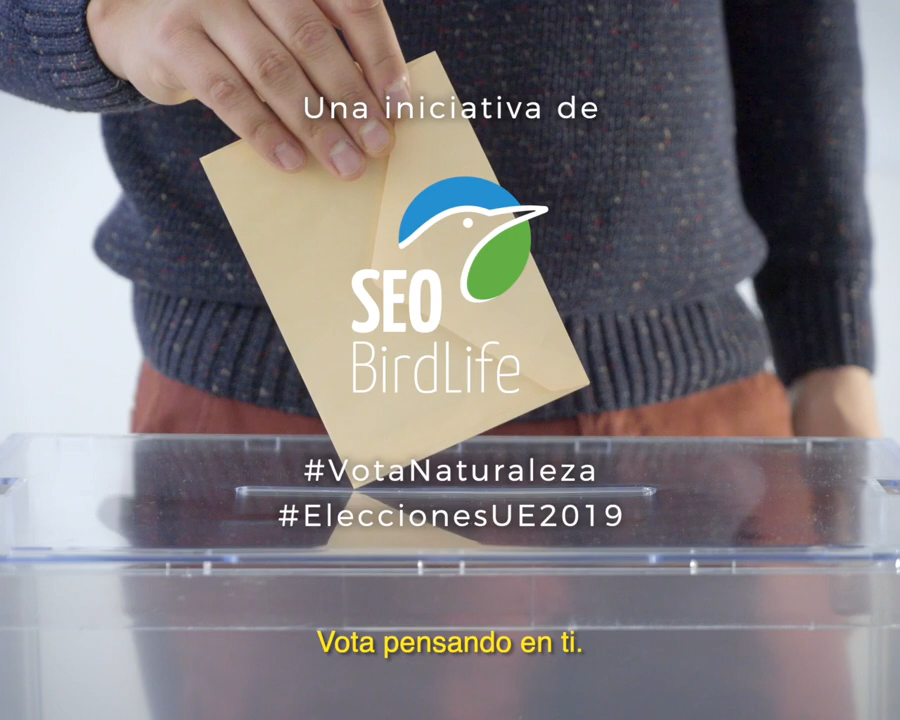 Una iniciativa de
SEO
BirdLife
#VotaNaturaleza
#EleccionesUE2019
Vota pensando en ti.